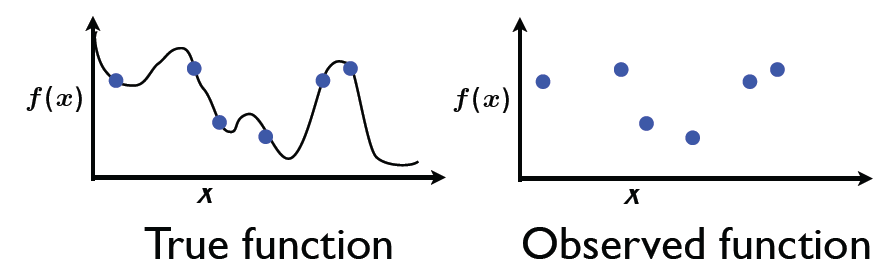 f(x)
x
True function
f(x)
x
Observed function